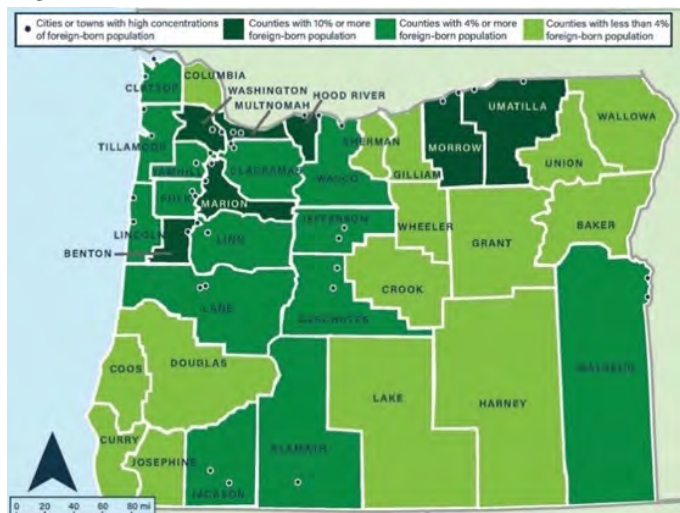 Cities or towns with high concentrations
of foreign-born population
Counties with 10% or more
foreign-born population
Counties with 4% or more
foreign-born population
Counties with less than 4%
foreign-born population
COLUMBIA
CLATSOP
WASHINGTON
MULTNOMAH
HOOD RIVER
TILLAMOOK
YAMHILL
CLACKAMAS
WASCO
SHERMAN
GILLIAM
MORROW
UMATILLA
UNION
WALLOWA
POLK
MARION
LINCOLN
BENTON
LINN
JEFFERSON
WHEELER
GRANT
BAKER
LANE
DESCHUTES
CROOK
MALHEUR
COOS
DOUGLAS
LAKE
HARNEY
CURRY
JOSEPHINE
JACKSON
KLAMATH
0 20 40 60 80 mi